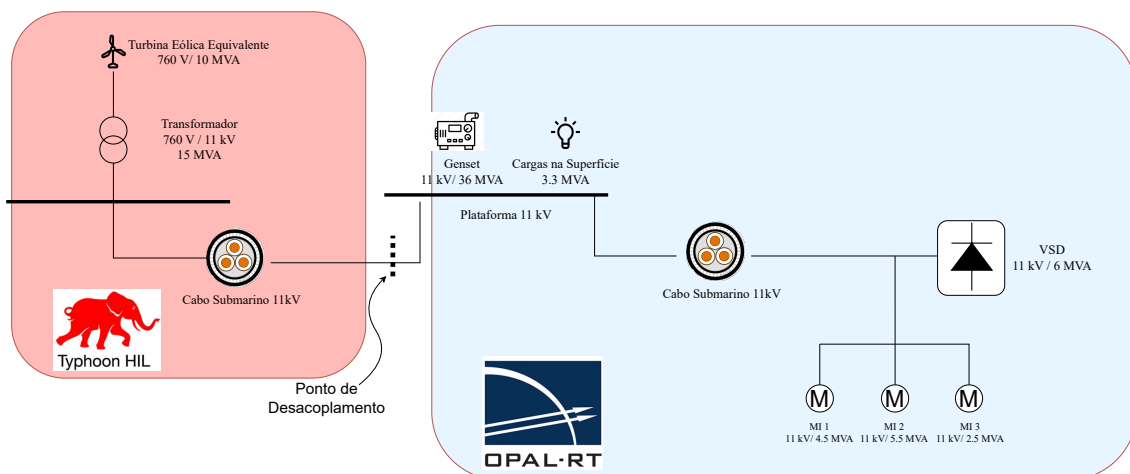 Turbina Eólica Equivalente
760 V/ 10 MVA
Transformador
760 V / 11 kV
15 MVA
Cabo Submarino 11kV
Typhoon HIL
Ponto de
Desacoplamento
Genset
11 kV/ 36 MVA
Cargas na Superfície
3.3 MVA
Plataforma 11 kV
Cabo Submarino 11kV
VSD
11 kV / 6 MVA
M
MI 1
11 kV/ 4.5 MVA
M
MI 2
11 kV/ 5.5 MVA
M
MI 3
11 kV/ 2.5 MVA
OPAL-RT